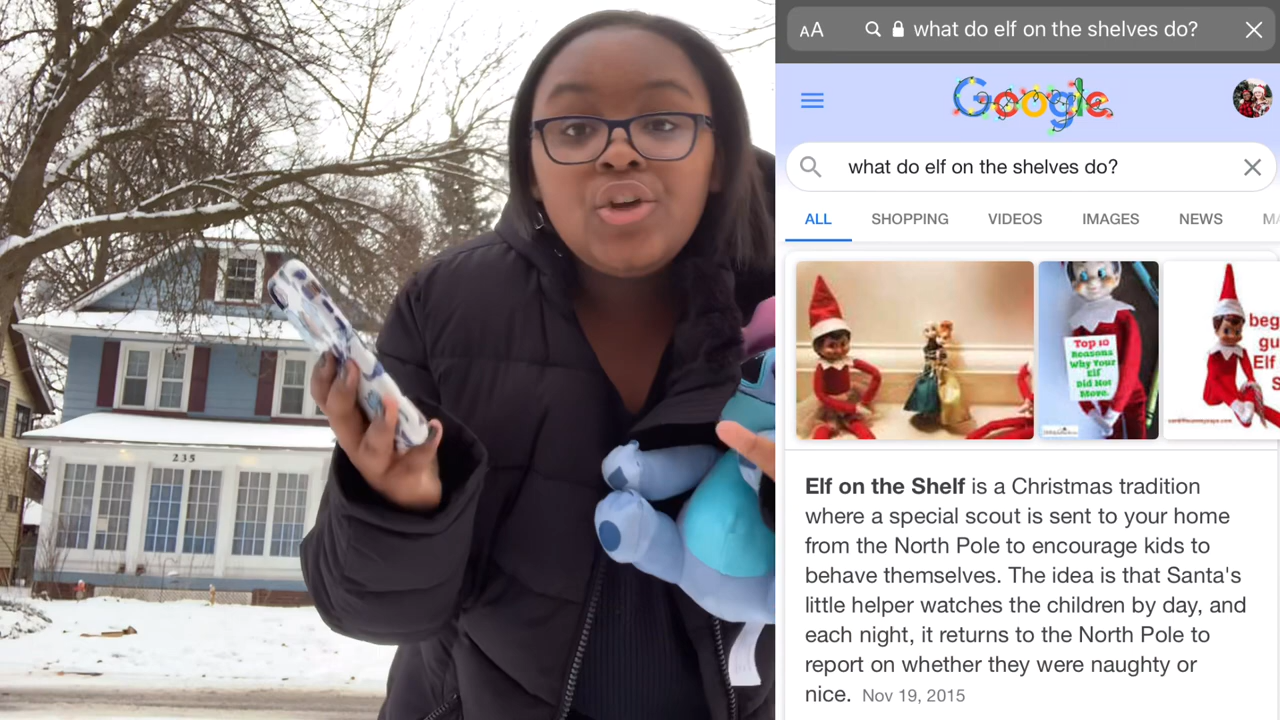 235
AA what do elf on the shelves do?
Google
what do elf on the shelves do?
ALL SHOPPING VIDEOS IMAGES NEWS
Top 10
Reasons
Why Your
Elf
Did Not
Move.
beg
gu
Elf
S
Elf on the Shelf is a Christmas tradition
where a special scout is sent to your home
from the North Pole to encourage kids to
behave themselves. The idea is that Santa's
little helper watches the children by day, and
each night, it returns to the North Pole to
report on whether they were naughty or
nice. Nov 19, 2015